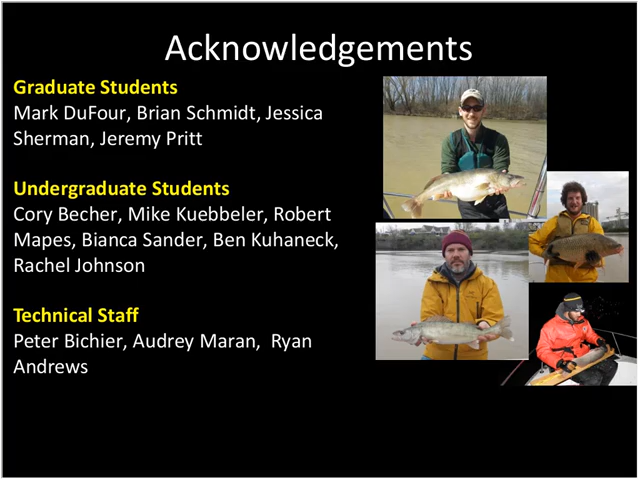 Acknowledgements
Graduate Students
Mark DuFour, Brian Schmidt, Jessica
Sherman, Jeremy Pritt
Undergraduate Students
Cory Becher, Mike Kuebbeler, Robert
Mapes, Bianca Sander, Ben Kuhaneck,
Rachel Johnson
Technical Staff
Peter Bichier, Audrey Maran,  Ryan
Andrews